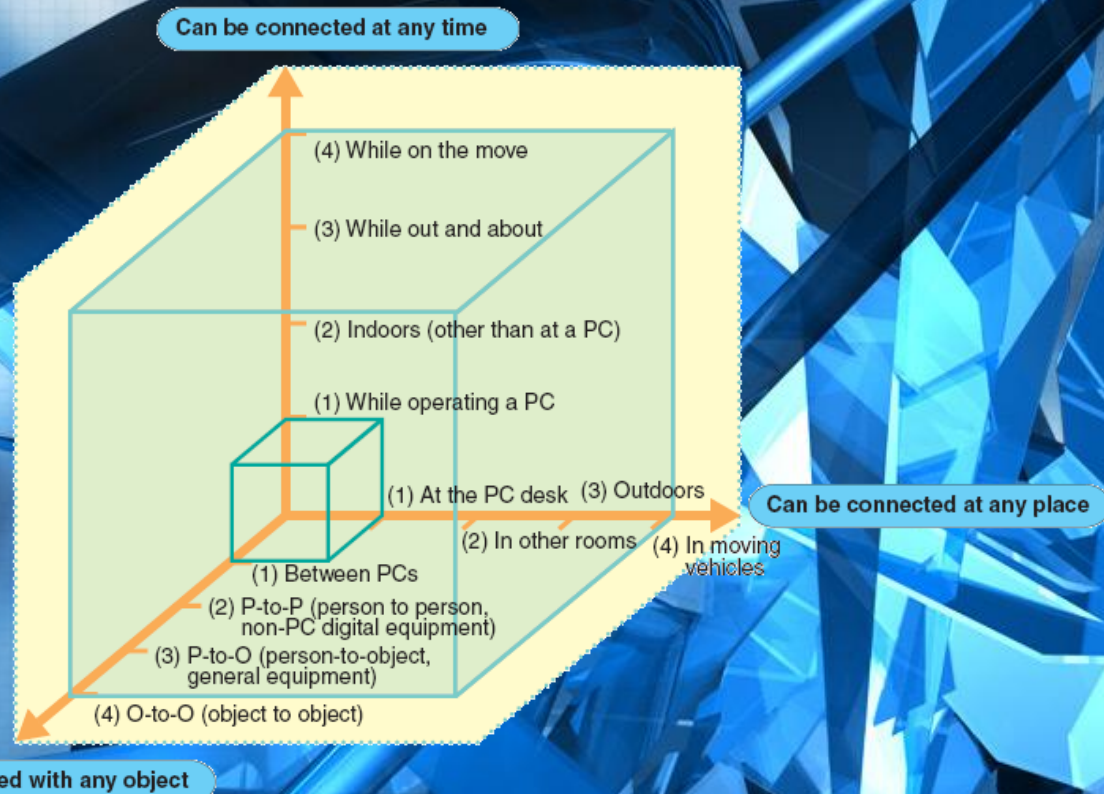 Can be connected at any time
(4) While on the move
(3) While out and about
(2) Indoors (other than at a PC)
(1) While operating a PC
(1) At the PC desk
(3) Outdoors
Can be connected at any place
(2) In other rooms
(4) In moving
vehicles
(1) Between PCs
(2) P-to-P (person to person,
non-PC digital equipment)
(3) P-to-O (person-to-object,
general equipment)
(4) O-to-O (object to object)
with any object